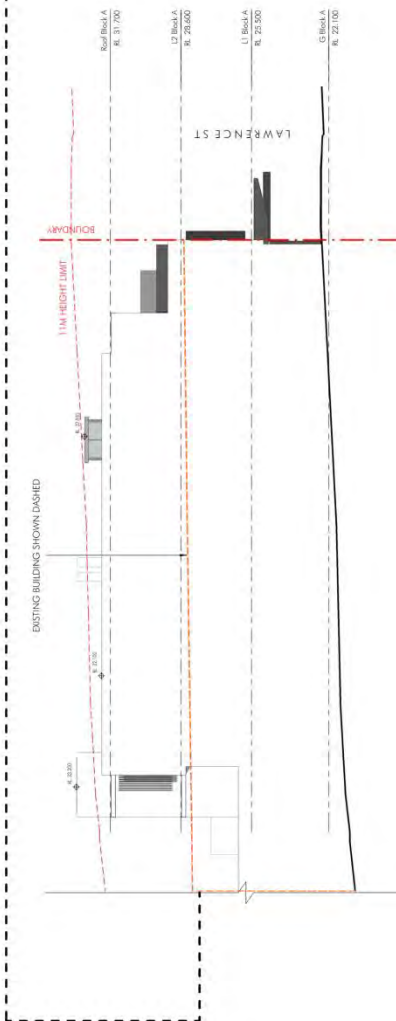 Roof Block A
RL 31.700
L2 Block A
RL 28.600
L1 Block A
RL 25.500
G Block A
RL 22.100
LAWRENCE ST
BOUNDARY
11M HEIGHT LIMIT
EXISTING BUILDING SHOWN DASHED